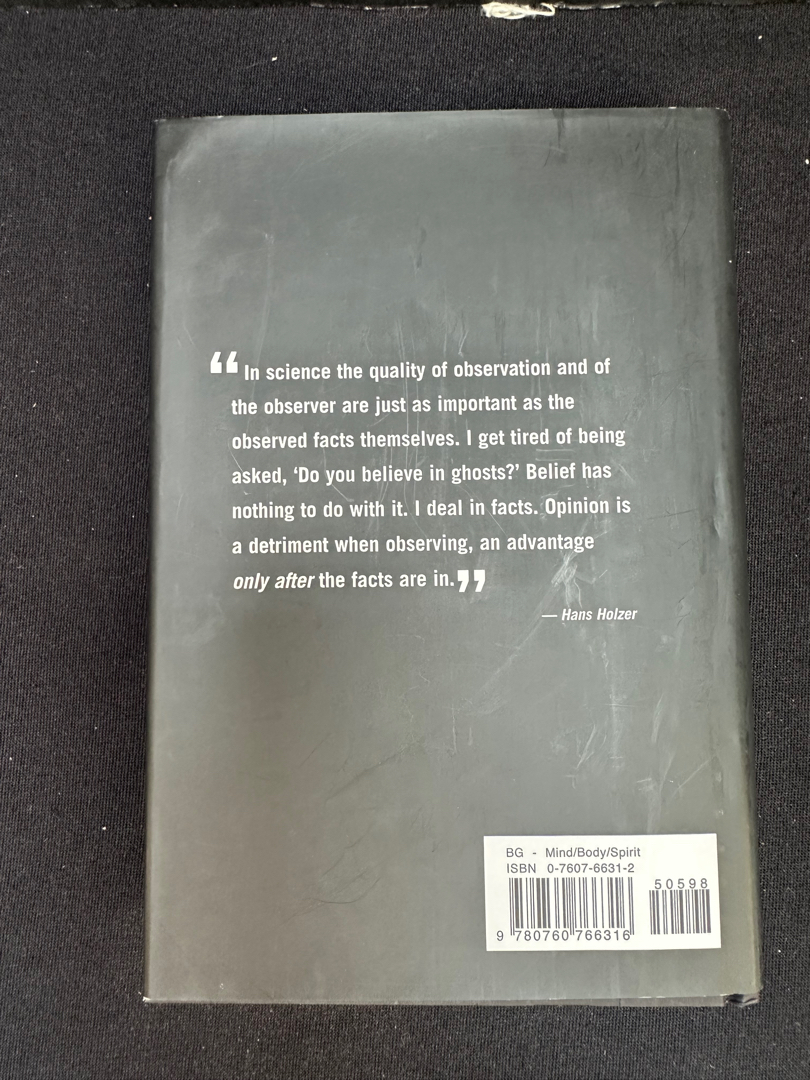 “In science the quality of observation and of
the observer are just as important as the
observed facts themselves. I get tired of being
asked, ‘Do you believe in ghosts?’ Belief has
nothing to do with it. I deal in facts. Opinion is
a detriment when observing, an advantage
only after the facts are in.”
— Hans Holzer
BG - Mind/Body/Spirit
ISBN 0-7607-6631-2
50598
9 780760 766316